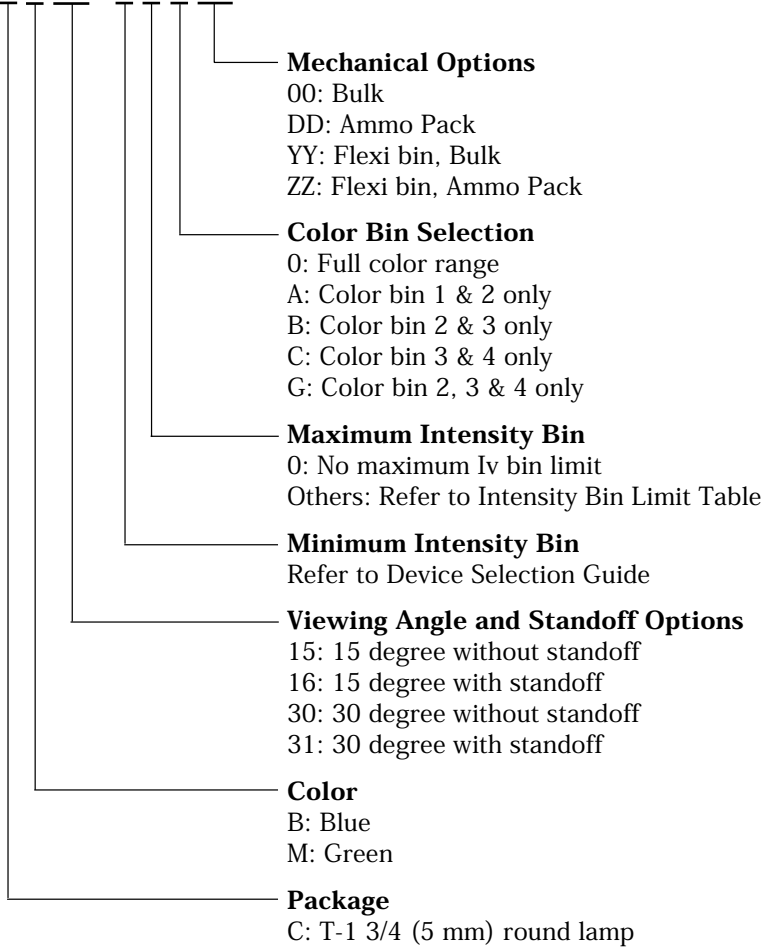 Mechanical Options
00: Bulk
DD: Ammo Pack
YY: Flexi bin, Bulk
ZZ: Flexi bin, Ammo Pack
Color Bin Selection
0: Full color range
A: Color bin 1 & 2 only
B: Color bin 2 & 3 only
C: Color bin 3 & 4 only
G: Color bin 2, 3 & 4 only
Maximum Intensity Bin
0: No maximum Iv bin limit
Others: Refer to Intensity Bin Limit Table
Minimum Intensity Bin
Refer to Device Selection Guide
Viewing Angle and Standoff Options
15: 15 degree without standoff
16: 15 degree with standoff
30: 30 degree without standoff
31: 30 degree with standoff
Color
B: Blue
M: Green
Package
C: T-1 3/4 (5 mm) round lamp